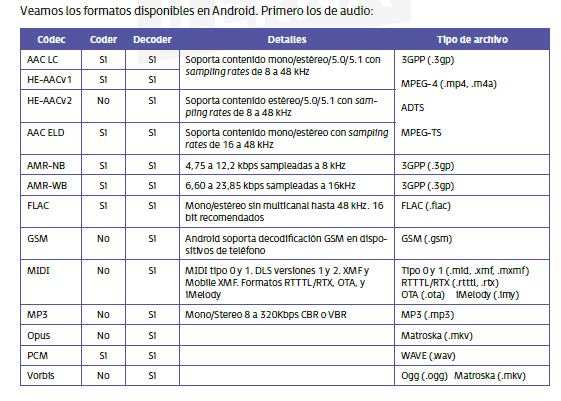 Veamos los formatos disponibles en Android. Primero los de audio:
Códec Coder Decoder Detalles Tipo de archivo
AAC LC SI SI Soporta contenido mono/estéreo/5.0/5.1 con sampling rates de 8 a 48 kHz 3GPP (.3gp)
HE-AACv1 SI SI MPEG-4 (.mp4, .m4a)
HE-AACv2 No SI Soporta contenido estéreo/5.0/5.1 con sampling rates de 8 a 48 kHz ADTS
AAC ELD SI SI Soporta contenido mono/estéreo con sampling rates de 16 a 48 kHz MPEG-TS
AMR-NB SI SI 4,75 a 12,2 kbps sampleadas a 8 kHz 3GPP (.3gp)
AMR-WB SI SI 6,60 a 23,85 kbps sampleadas a 16kHz 3GPP (.3gp)
FLAC SI SI Mono/estéreo sin multicanal hasta 48 kHz. 16 bit recomendados FLAC (.flac)
GSM No SI Android soporta decodificación GSM en dispositivos de teléfono GSM (.gsm)
MIDI No SI MIDI tipo 0 y 1. DLS versiones 1 y 2. XMF y Mobile XMF. Formatos RTTTL/RTX, OTA, y iMelody Tipo 0 y 1 (.mid, .xmf, .mxmf) RTTTL/RTX (.rtttl, .rtx) OTA (.ota) iMelody (.imy)
MP3 No SI Mono/Stereo 8 a 320Kbps CBR o VBR MP3 (.mp3)
Opus No SI Matroska (.mkv)
PCM SI SI WAVE (.wav)
Vorbis No SI Ogg (.ogg) Matroska (.mkv)